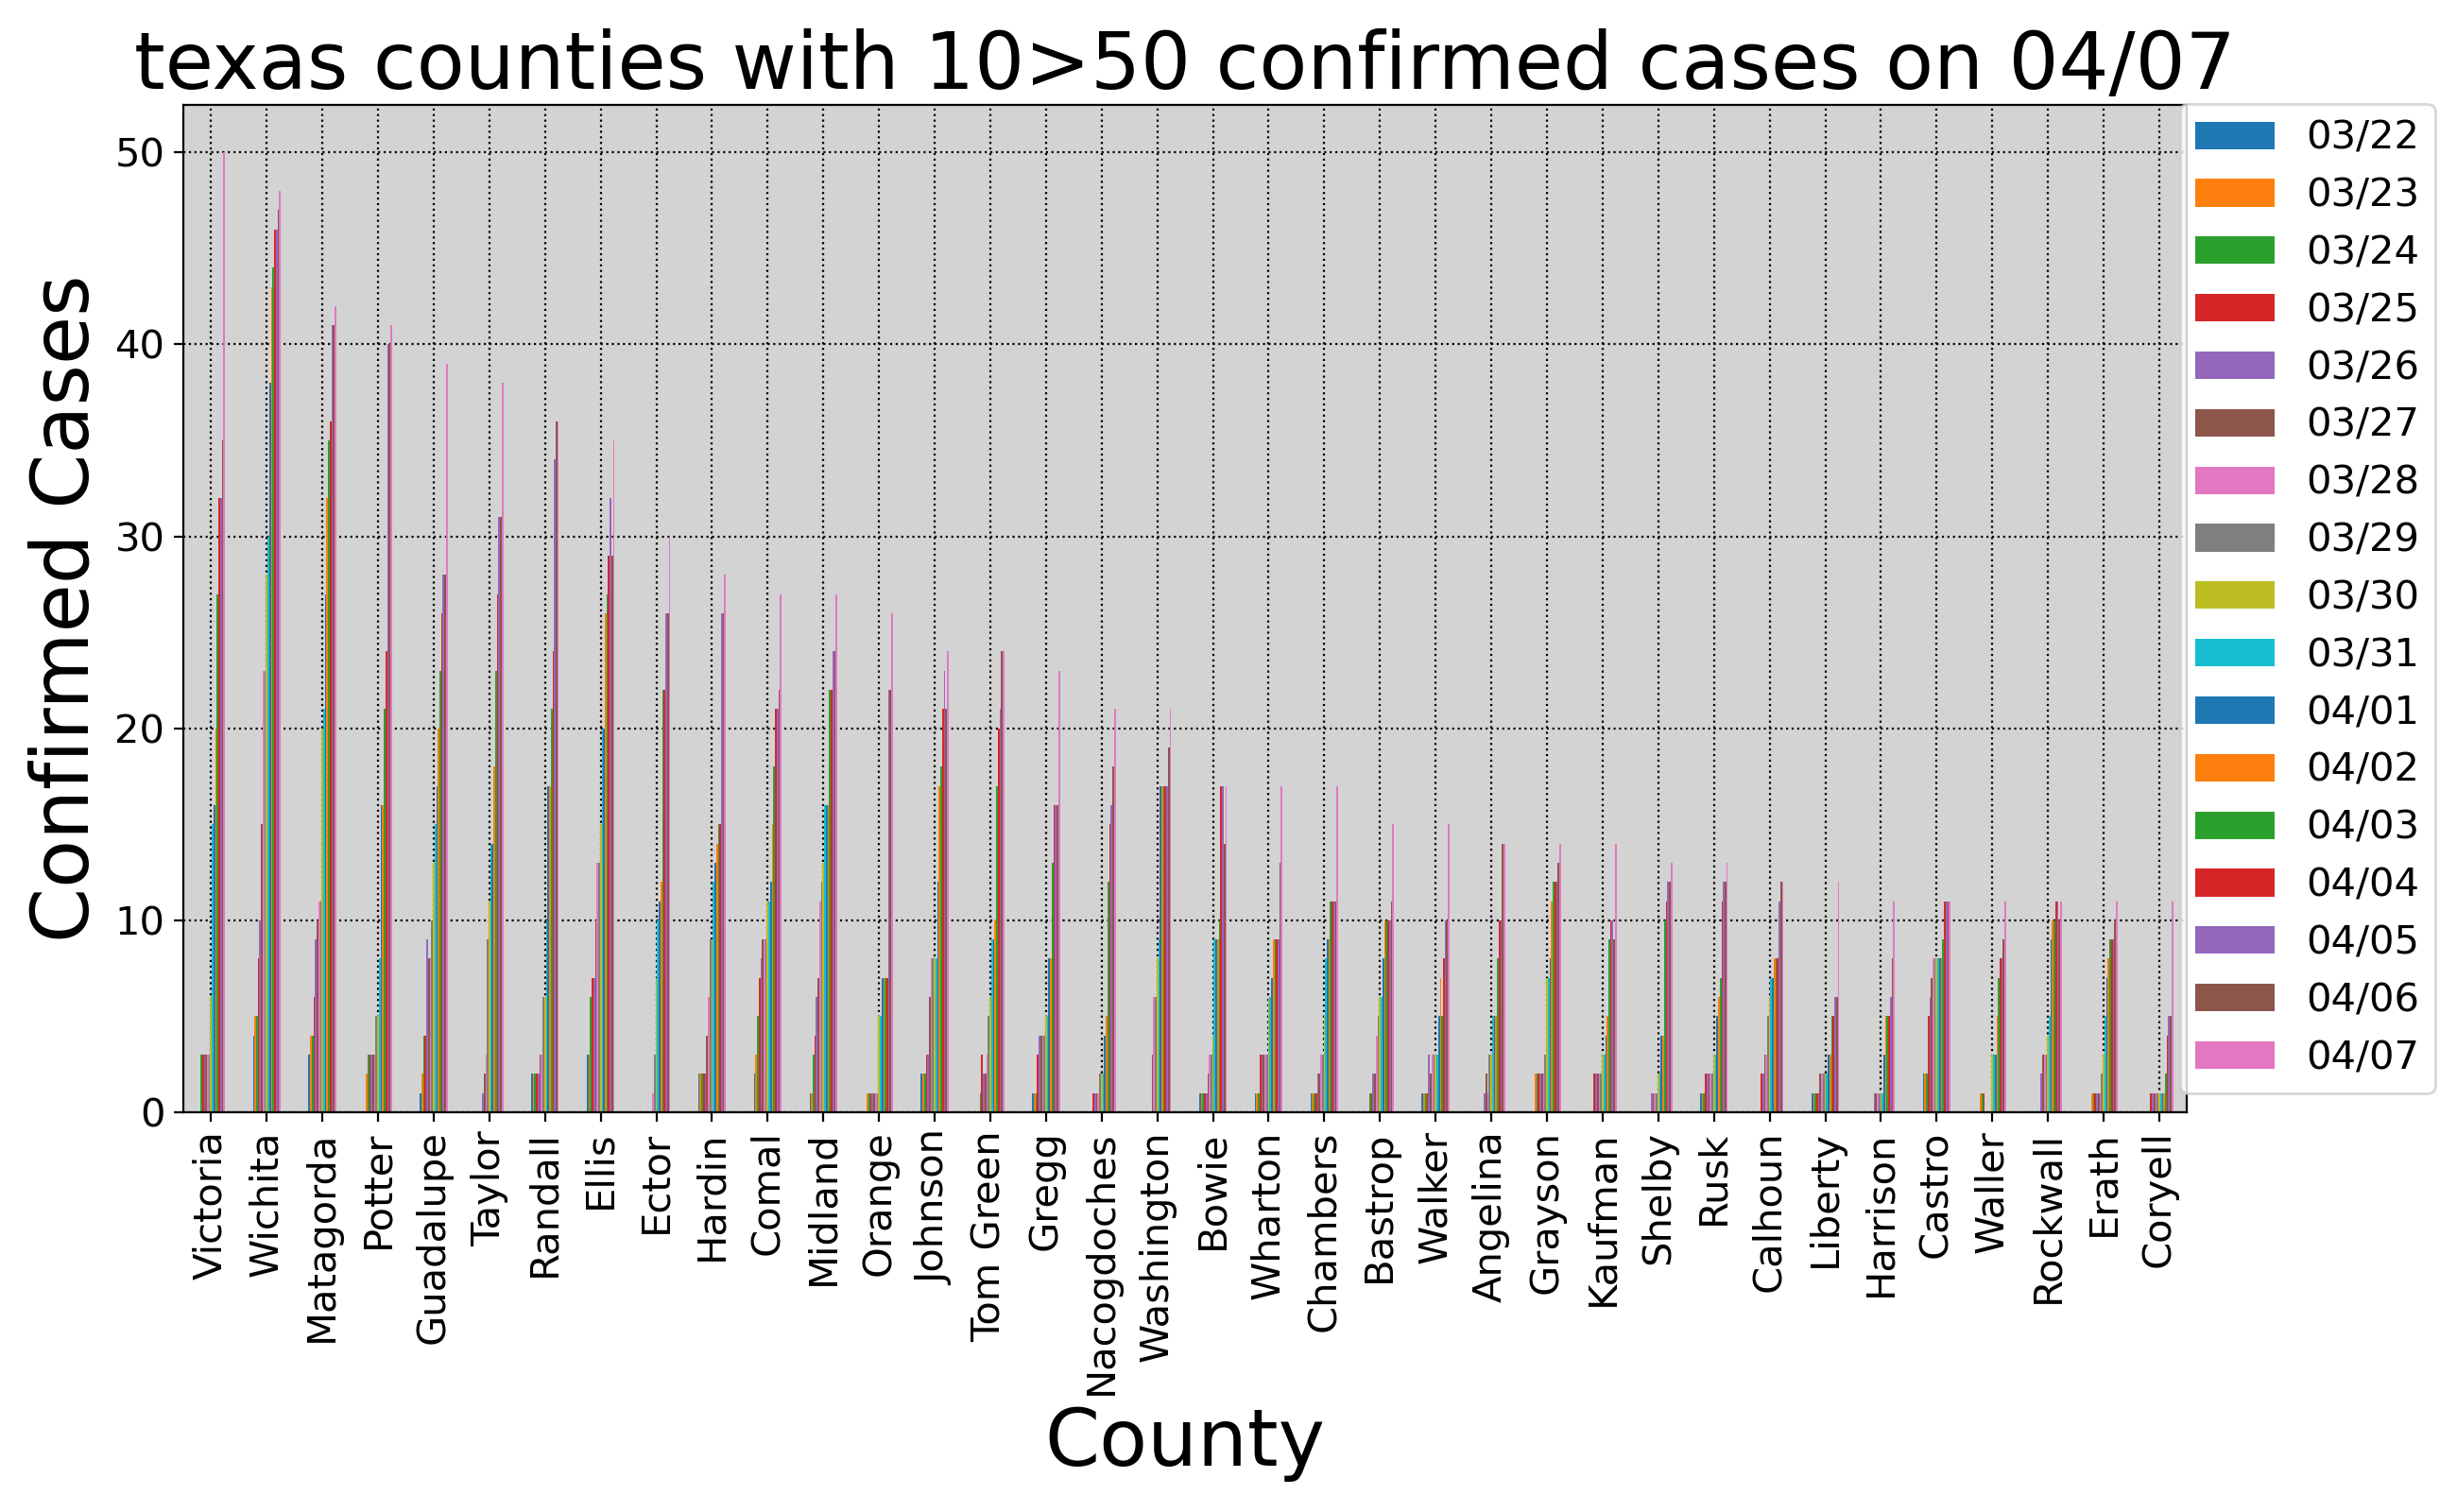 texas counties with 10>50 confirmed cases on 04/07
Confirmed Cases
50
40
30
20
10
0
03/22
03/23
03/24
03/25
03/26
03/27
03/28
03/29
03/30
03/31
04/01
04/02
04/03
04/04
04/05
04/06
04/07
Victoria
Wichita
Matagorda
Potter
Guadalupe
Taylor
Randall
Ellis
Ector
Hardin
Comal
Midland
Orange
Johnson
Tom Green
Gregg
Nacogdoches
Washington
Bowie
Wharton
Chambers
Bastrop
Walker
Angelina
Grayson
Kaufman
Shelby
Rusk
Calhoun
Liberty
Harrison
Castro
Waller
Rockwall
Erath
Coryell
County